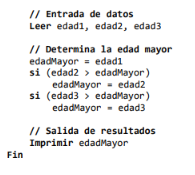 // Entrada de datos
Leer edad1, edad2, edad3
// Determina la edad mayor
edadMayor = edad1
si (edad2 > edadMayor)
edadMayor = edad2
si (edad3 > edadMayor)
edadMayor = edad3
// Salida de resultados
Imprimir edadMayor
Fin